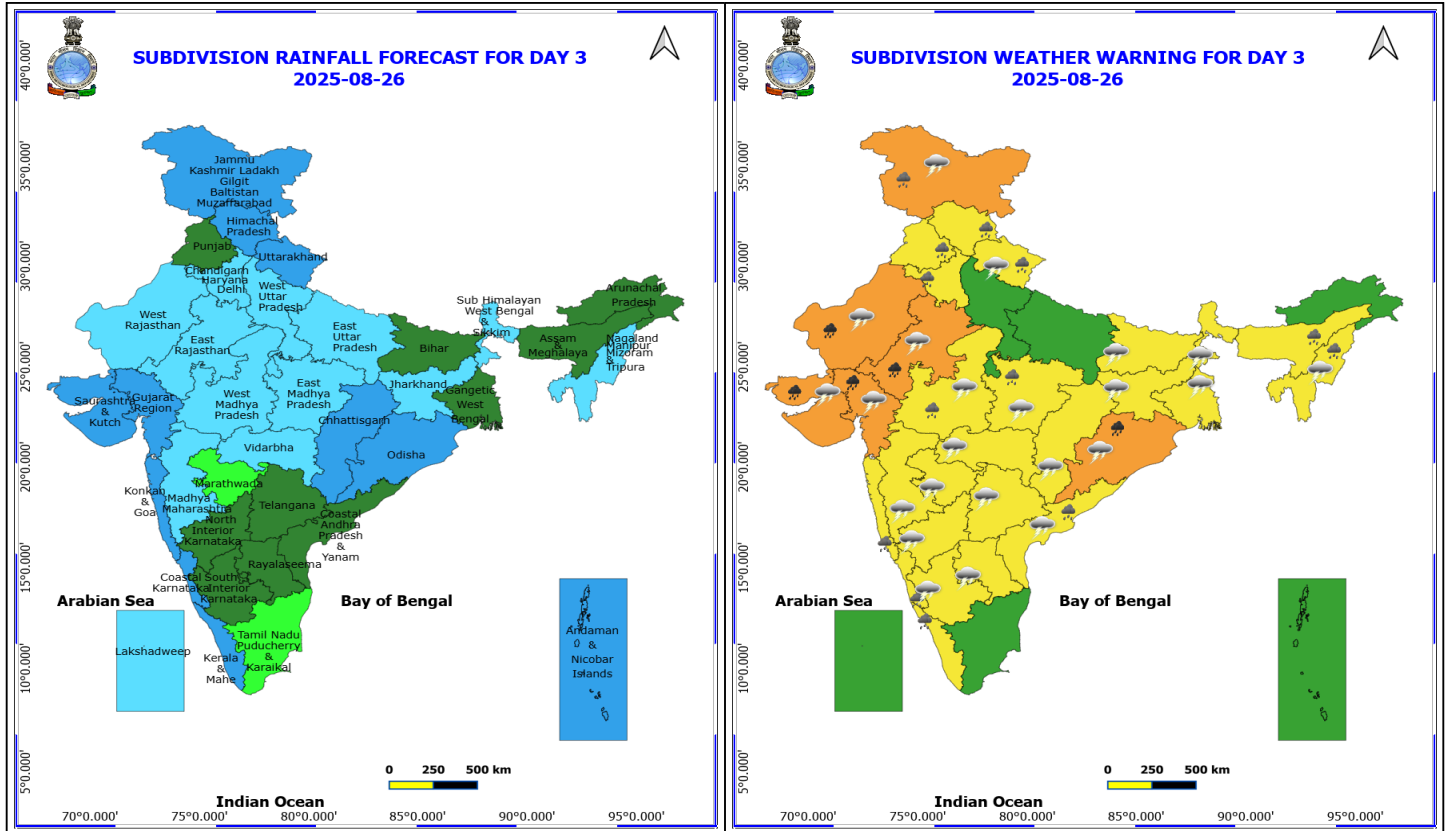 SUBDIVISION RAINFALL FORECAST FOR DAY 3
2025-08-26
40°0.000'
35°0.000'
30°0.000'
25°0.000'
20°0.000'
15°0.000'
10°0.000'
5°0.000'
Jammu
Kashmir Ladakh
Gilgit
Baltistan
Muzaffarabad
Himachal
Pradesh
Punjab
Uttarakhand
Chandigarh
Haryana
Delhi
West
Uttar
Pradesh
West
Rajasthan
East
Rajasthan
East
Uttar
Pradesh
Sub Himalayan
West Bengal
&
Sikkim
Arunachal
Pradesh
Assam
&
Meghalaya
Nagaland
Manipur
Mizoram
&
Tripura
Bihar
Jharkhand
Gangetic
West
Bengal
Saurashtra
&
Kutch
Gujarat
Region
West
Madhya
Pradesh
East
Madhya
Pradesh
Chhattisgarh
Odisha
Vidarbha
Marathwada
Konkan
&
Goa
Madhya
Maharashtra
Telangana
North
Interior
Karnataka
Coastal
Andhra
Pradesh
&
Yanam
Rayalaseema
Coastal
Karnataka
South
Interior
Karnataka
Arabian Sea
Bay of Bengal
Lakshadweep
Kerala
&
Mahe
Tamil Nadu
Puducherry
&
Karaikal
Andaman
&
Nicobar
Islands
0 250 500 km
Indian Ocean
70°0.000' 75°0.000' 80°0.000' 85°0.000' 90°0.000' 95°0.000'
SUBDIVISION WEATHER WARNING FOR DAY 3
2025-08-26
40°0.000'
35°0.000'
30°0.000'
25°0.000'
20°0.000'
15°0.000'
10°0.000'
5°0.000'
Arabian Sea
Bay of Bengal
0 250 500 km
Indian Ocean
70°0.000' 75°0.000' 80°0.000' 85°0.000' 90°0.000' 95°0.000'